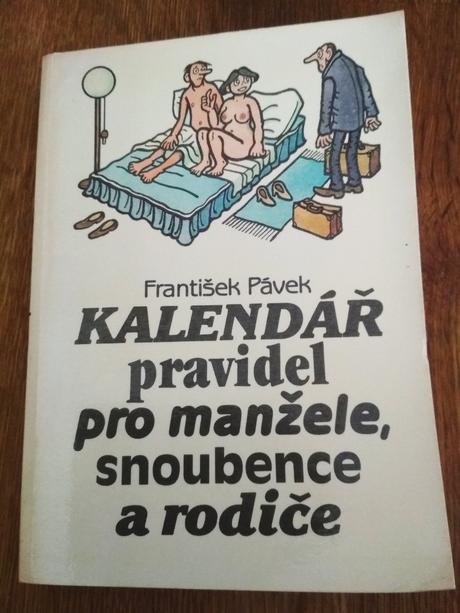 František Pávek
KALENDÁŘ
pravidel
pro manžele,
snoubence
a rodiče